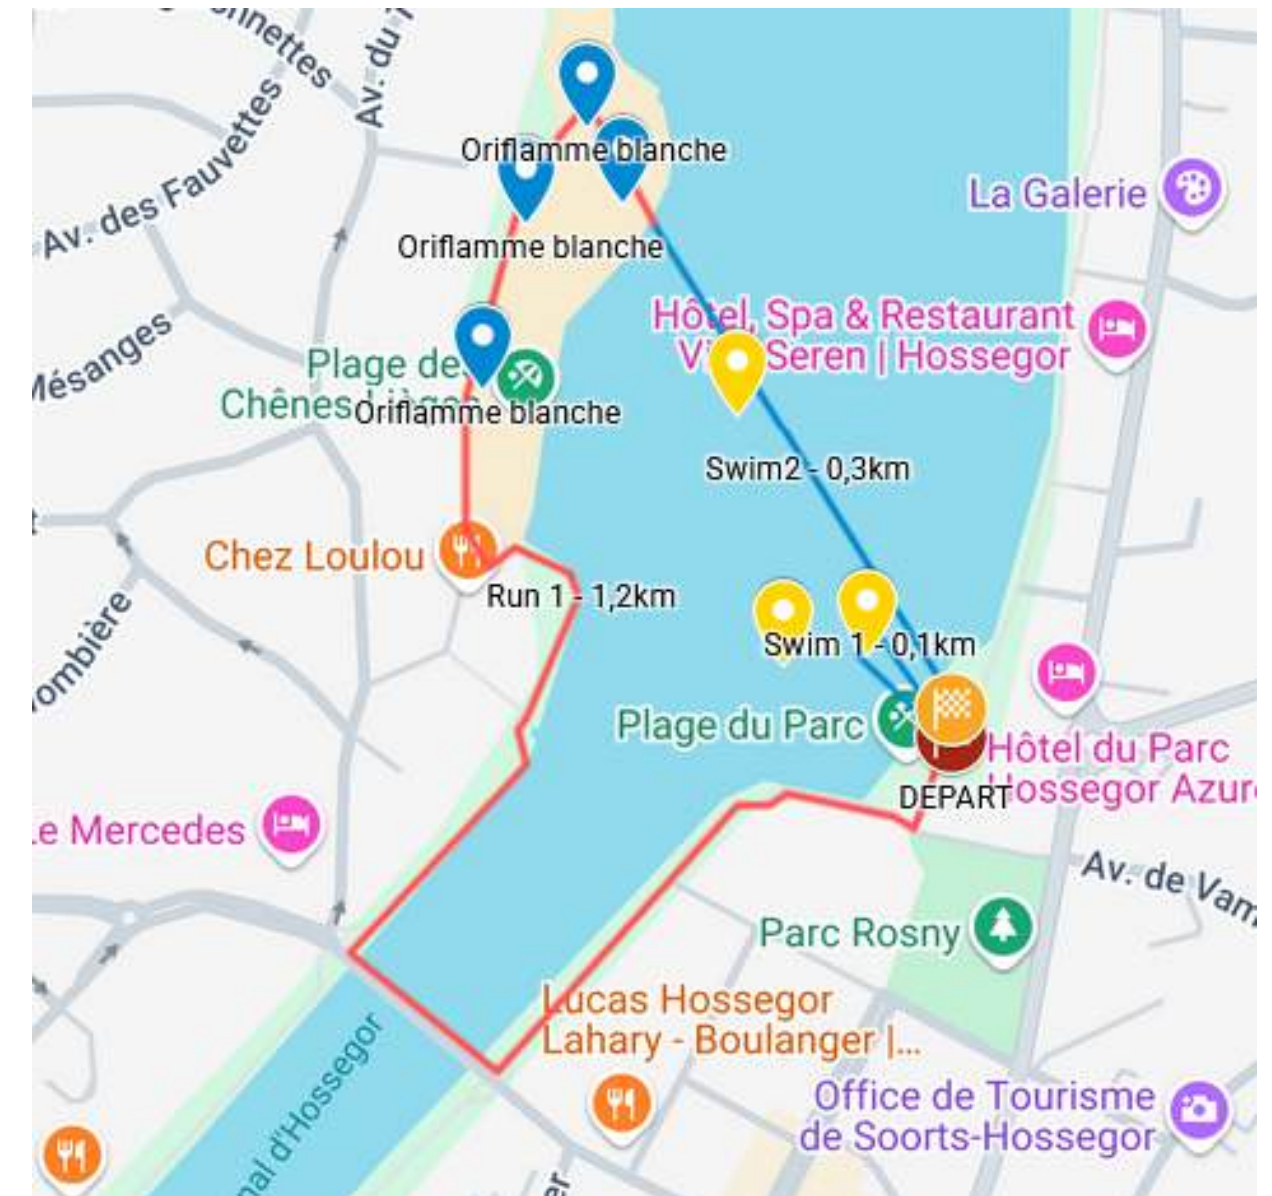 Av. du
Oriflamme blanche
La Galerie
Av. des Fauvettes
Oriflamme blanche
Hôtel, Spa & Restaurant
Seren | Hossegor
Plage de
Chênes
Oriflamme blanche
Mésanges
Swim2 - 0,3km
Chez Loulou
Run 1 - 1,2km
Swim 1 - 0,1km
Plage du Parc
Hôtel du Parc
Hossegor Azur
DEPART
Le Mercedes
Av. de Vam
Parc Rosny
Lucas Hossegor
Lahary - Boulanger |...
nal d'Hossegor
Office de Tourisme
de Soorts-Hossegor